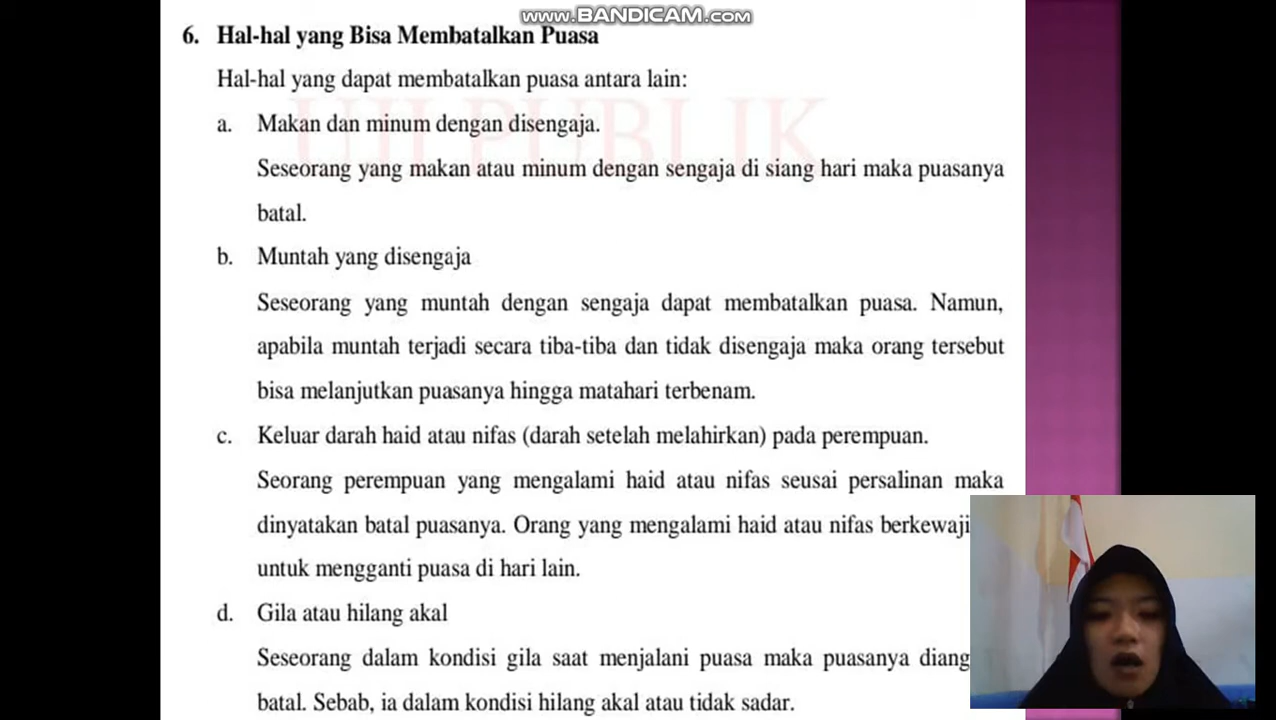 www.BANDICAM.com
6. Hal-hal yang Bisa Membatalkan Puasa
Hal-hal yang dapat membatalkan puasa antara lain:
UJI PUBLIK
a. Makan dan minum dengan disengaja.
Seseorang yang makan atau minum dengan sengaja di siang hari maka puasanya
batal.
b. Muntah yang disengaja
Seseorang yang muntah dengan sengaja dapat membatalkan puasa. Namun,
apabila muntah terjadi secara tiba-tiba dan tidak disengaja maka orang tersebut
bisa melanjutkan puasanya hingga matahari terbenam.
c. Keluar darah haid atau nifas (darah setelah melahirkan) pada perempuan.
Seorang perempuan yang mengalami haid atau nifas seusai persalinan maka
dinyatakan batal puasanya. Orang yang mengalami haid atau nifas berkewaji
untuk mengganti puasa di hari lain.
d. Gila atau hilang akal
Seseorang dalam kondisi gila saat menjalani puasa maka puasanya diang
batal. Sebab, ia dalam kondisi hilang akal atau tidak sadar.